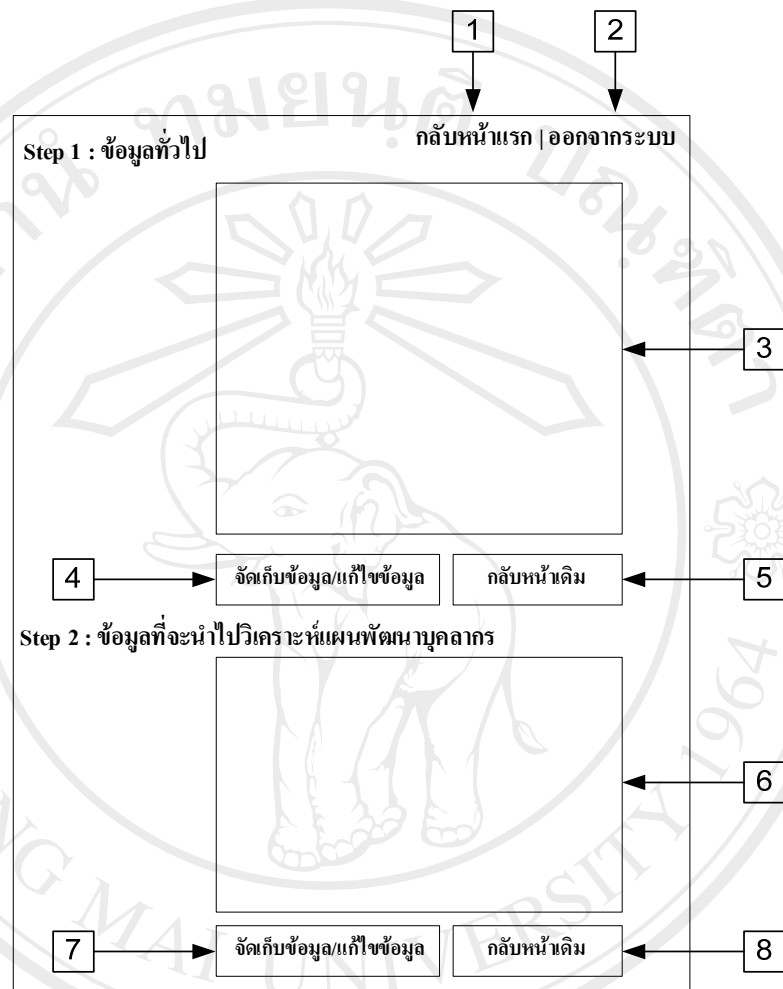 1 2
กลับหน้าแรก | ออกจากระบบ
Step 1 : ข้อมูลทั่วไป
3
4 จัดเก็บข้อมูล/แก้ไขข้อมูล กลับหน้าเดิม 5
Step 2 : ข้อมูลที่จะนำไปวิเคราะห์แผนพัฒนาบุคลากร
6
7 จัดเก็บข้อมูล/แก้ไขข้อมูล กลับหน้าเดิม 8
MAI UNIVERSITY 1964